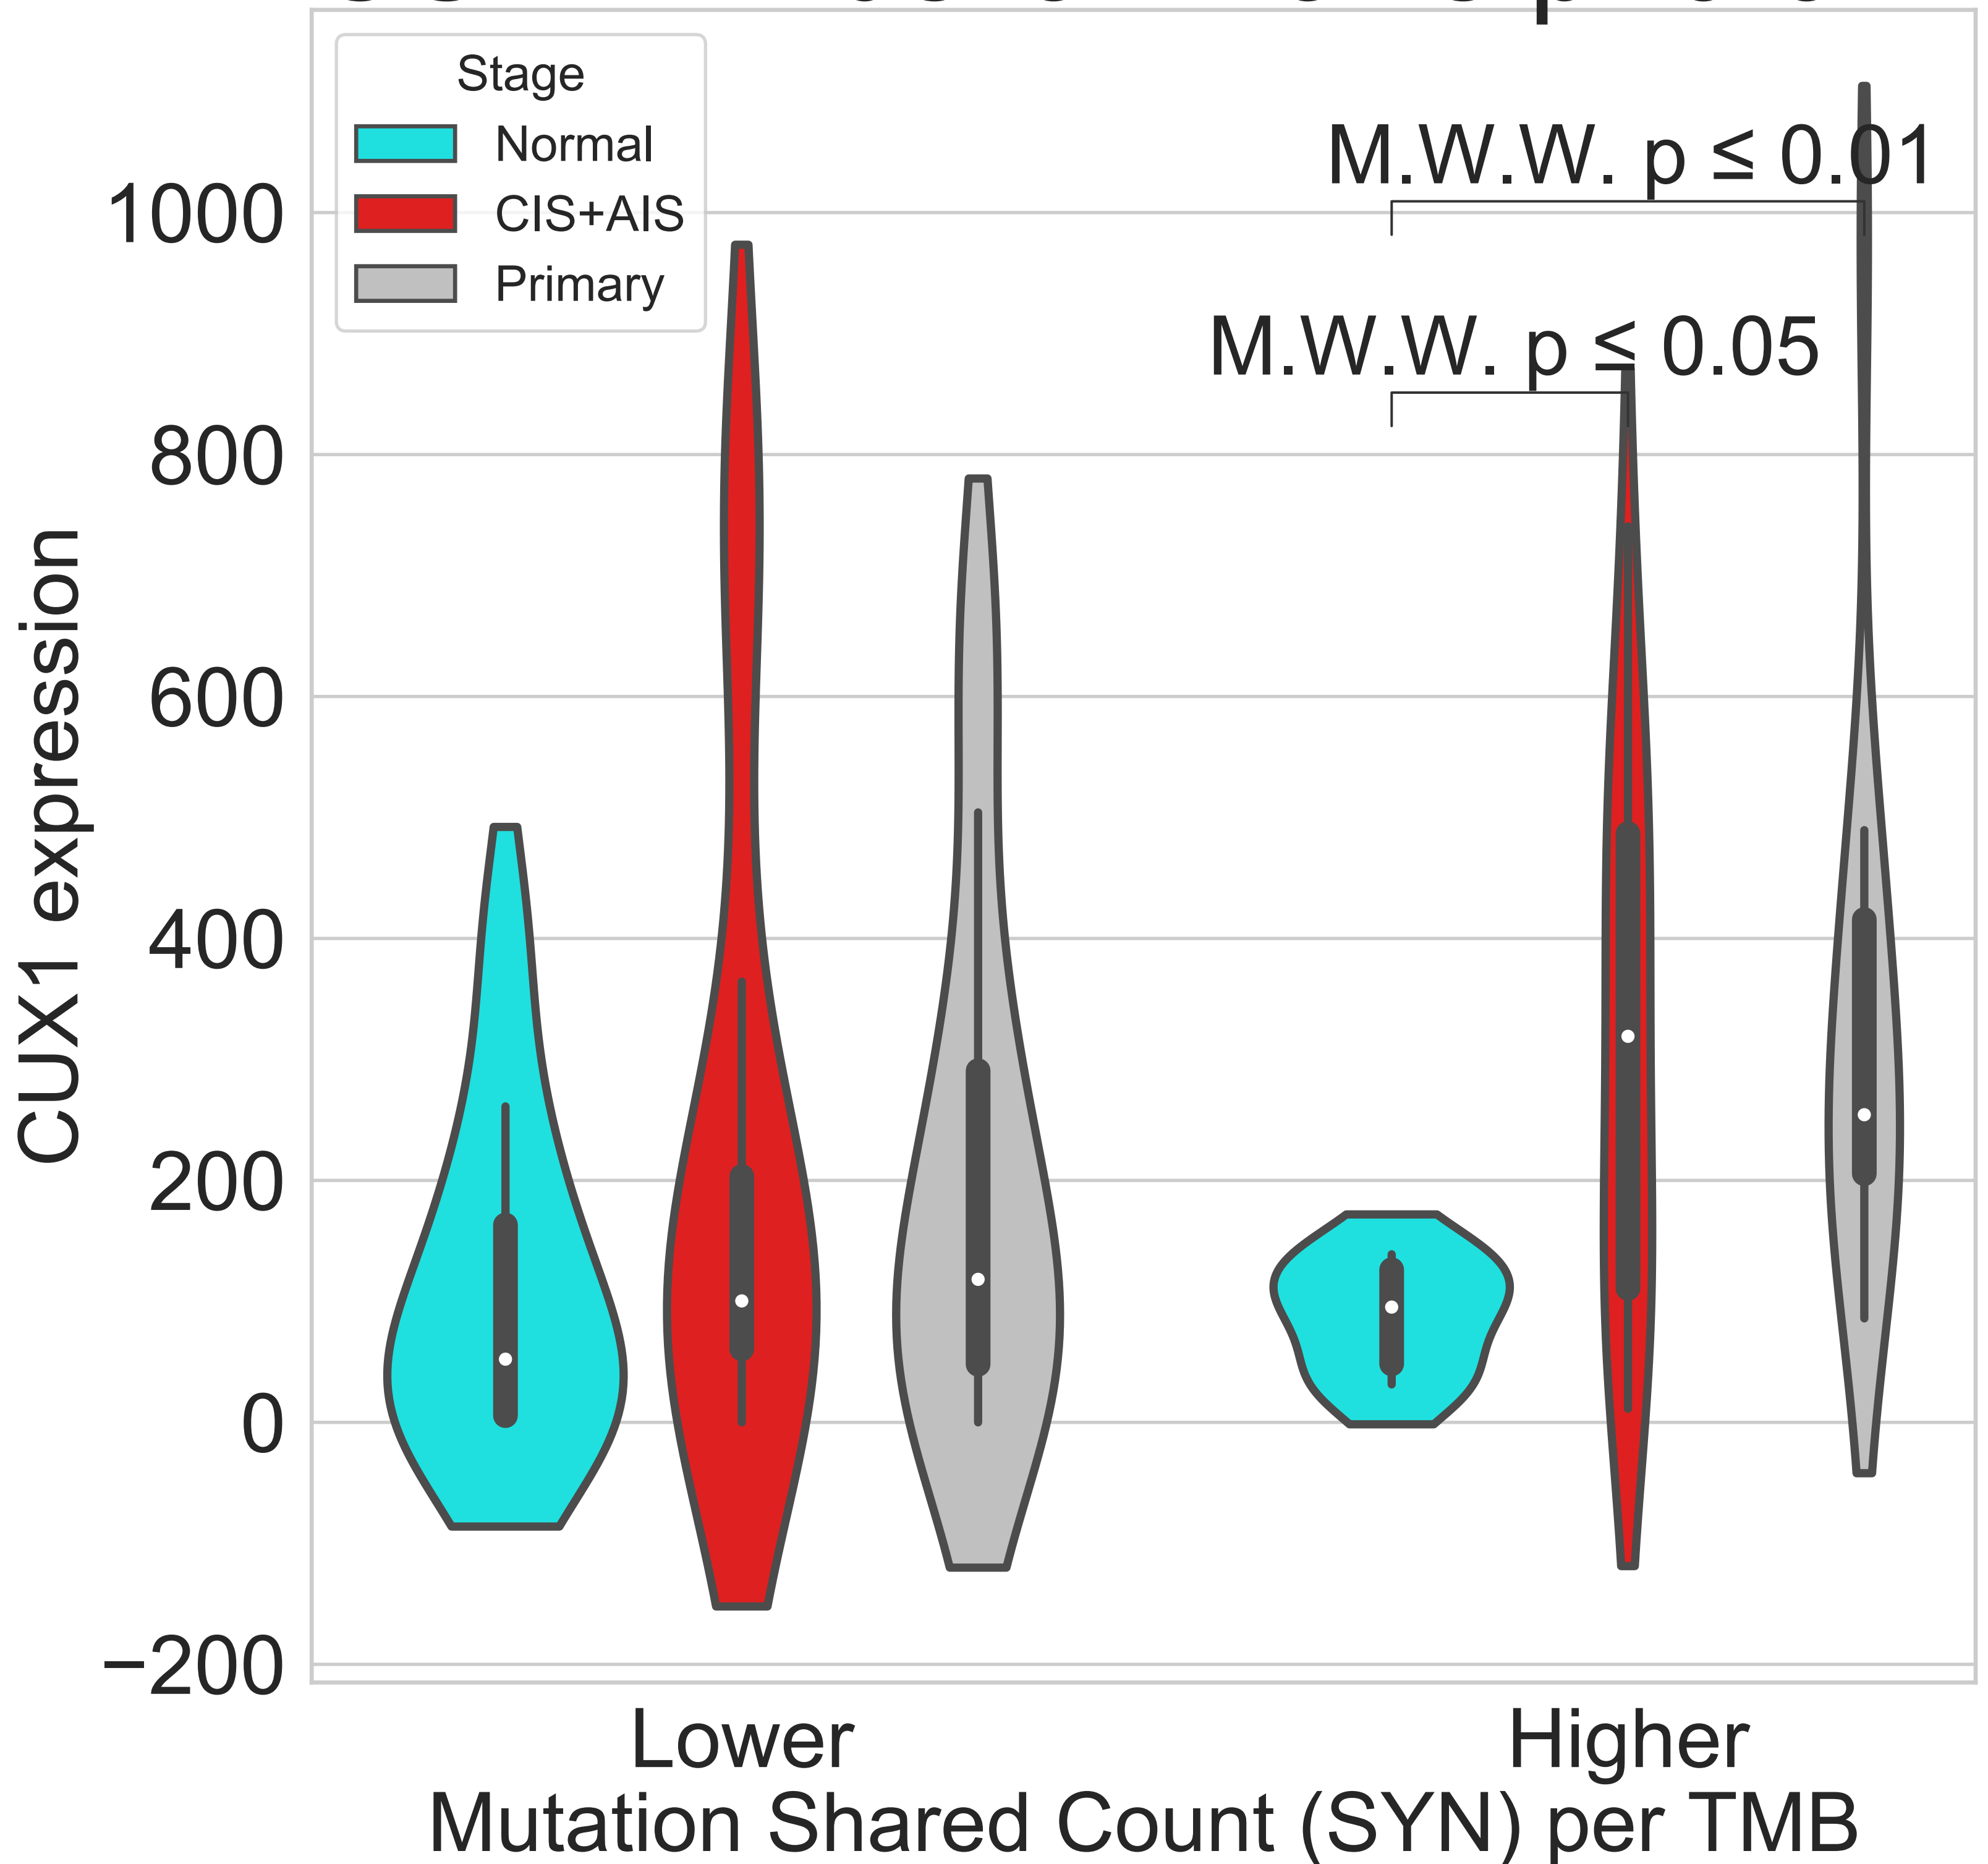 Stage
Normal
CIS+AIS
Primary
M.W.W. p ≤ 0.01
M.W.W. p ≤ 0.05
1000
800
600
400
200
0
−200
CUX1 expression
Lower
Higher
Mutation Shared Count (SYN) per TMB